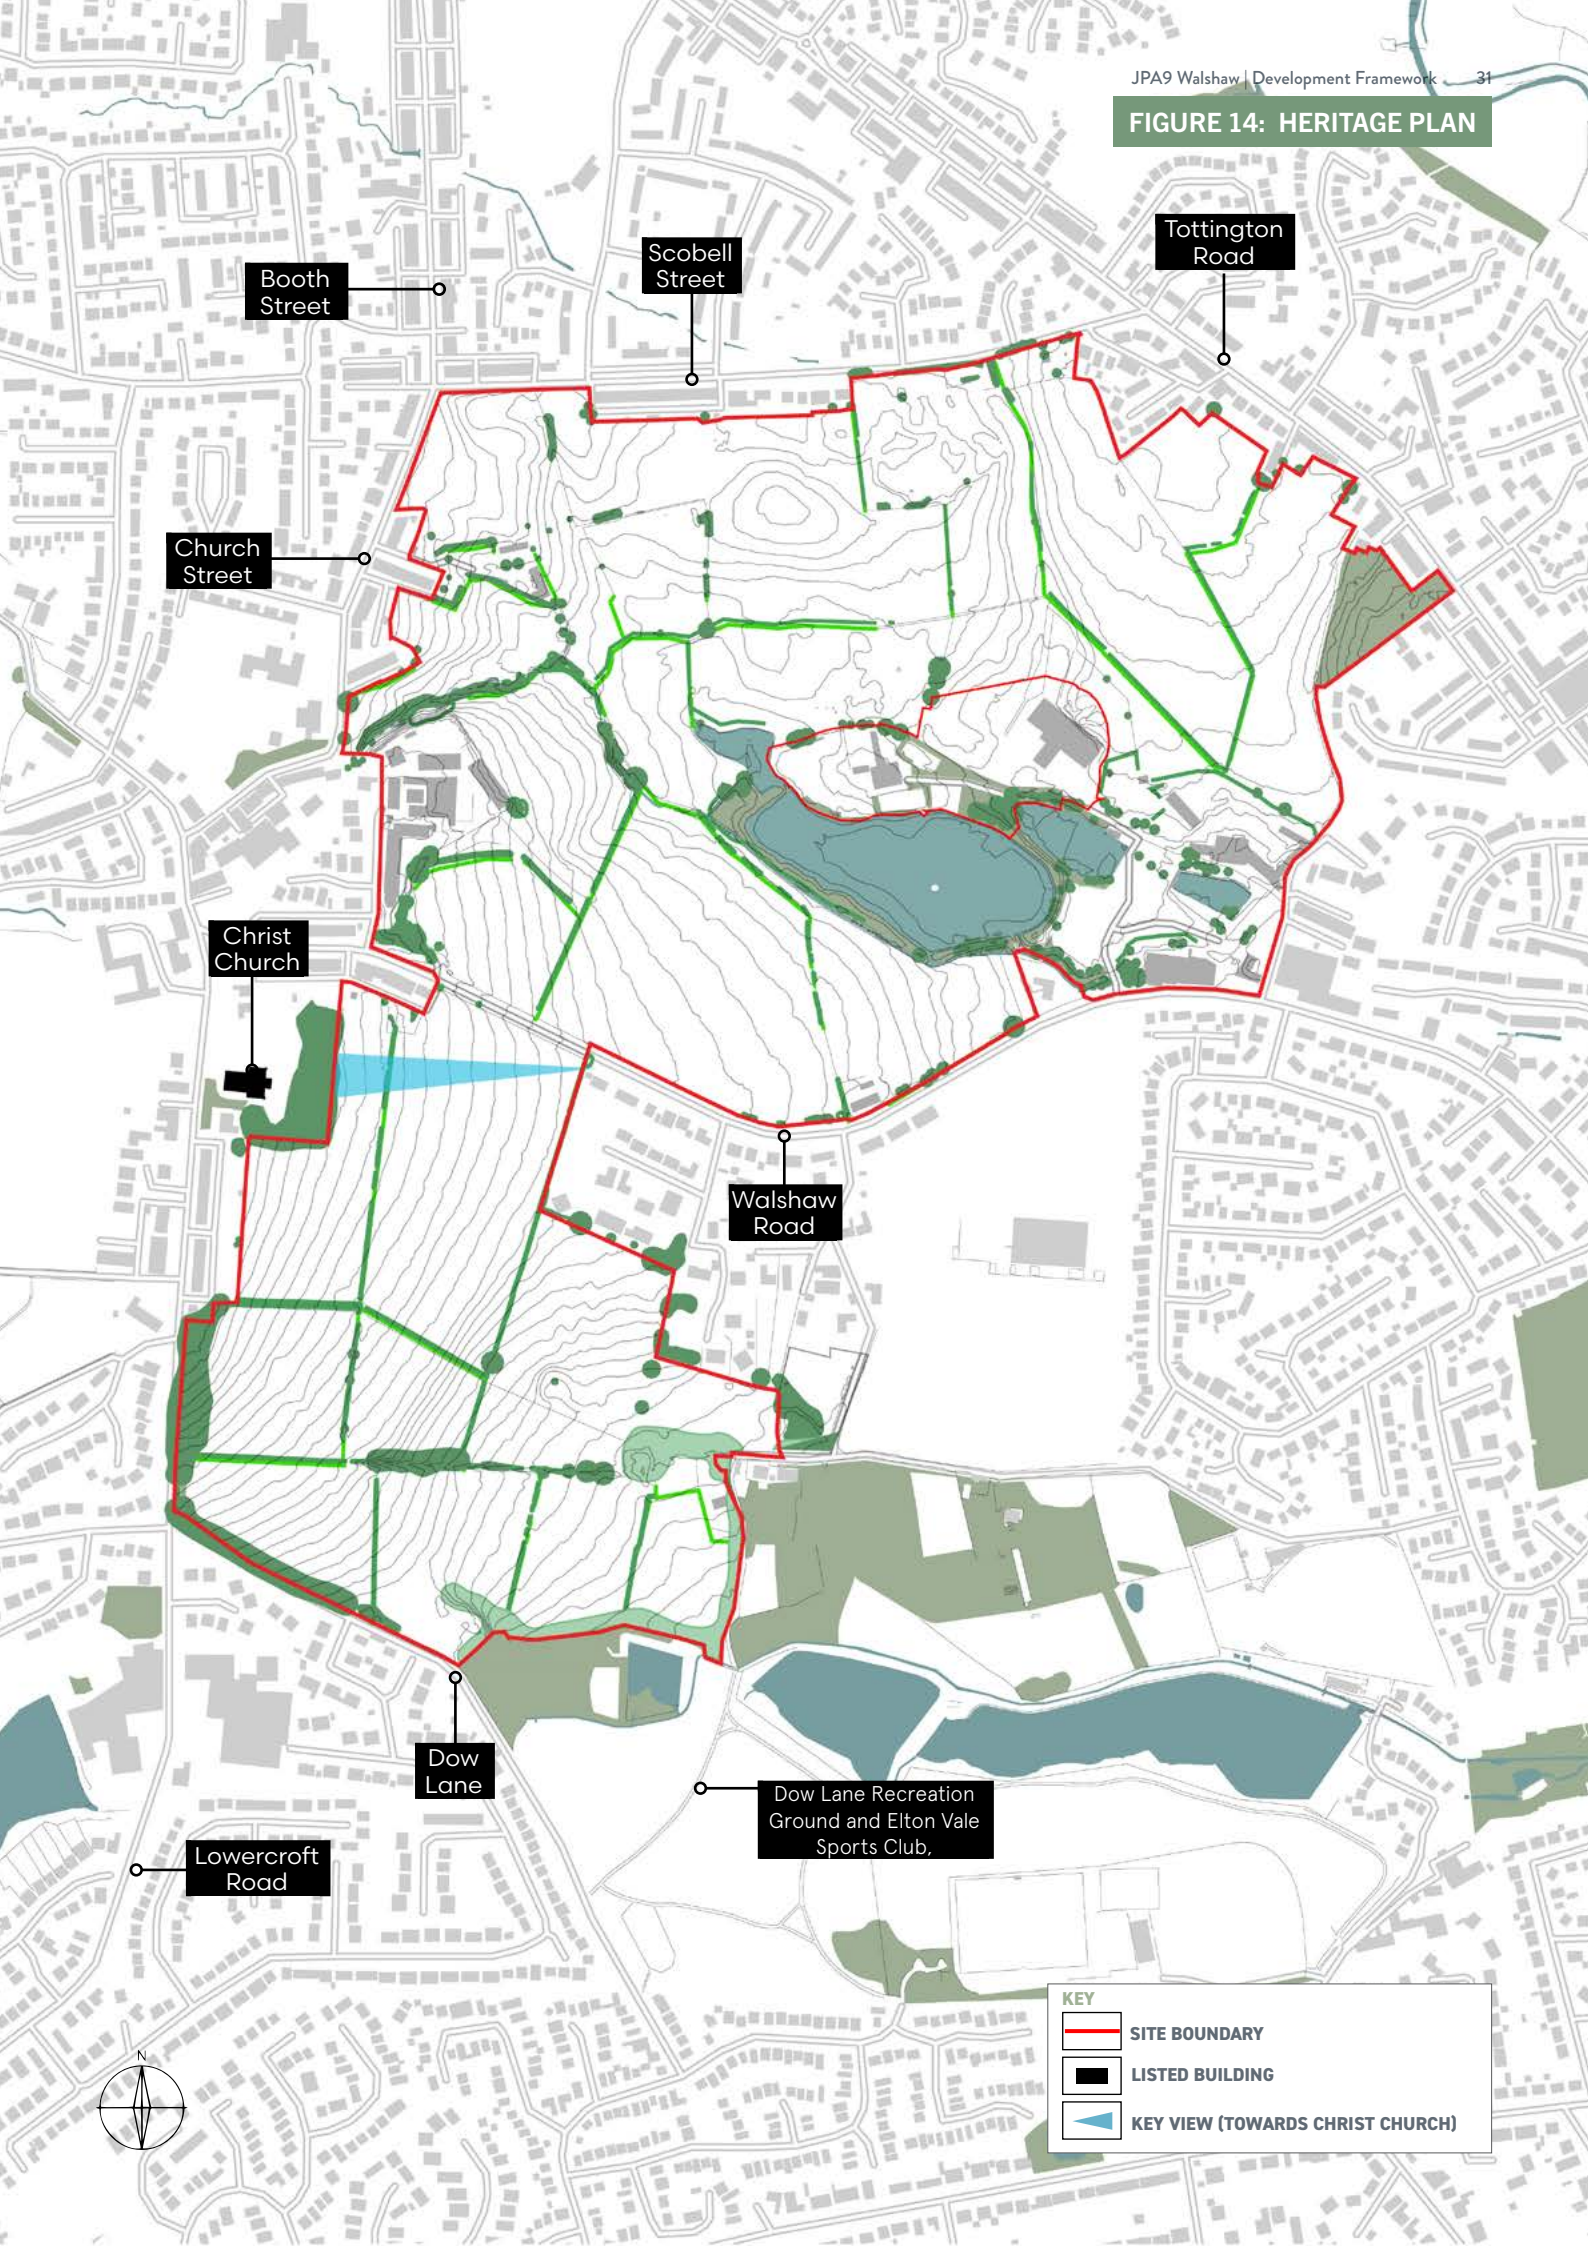 JPA9 Walshaw | Development Framework 31
FIGURE 14: HERITAGE PLAN
Tottington
Road
Scobell
Street
Booth
Street
Church
Street
Christ
Church
Walshaw
Road
Dow
Lane
Dow Lane Recreation
Ground and Elton Vale
Sports Club,
Lowercroft
Road
KEY
SITE BOUNDARY
LISTED BUILDING
KEY VIEW (TOWARDS CHRIST CHURCH)
N